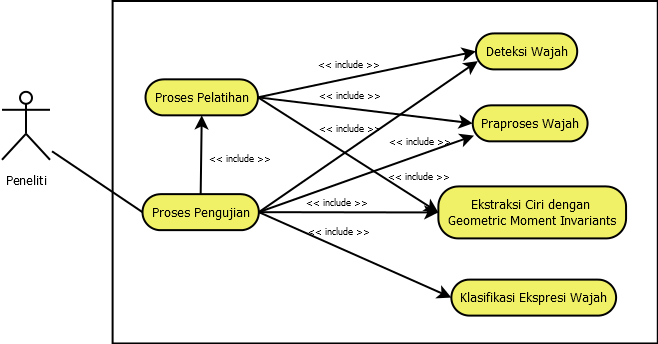 Deteksi Wajah
<< include >>
Proses Pelatihan
<< include >>
Praproses Wajah
<< include >>
<< include >>
<< include >>
Peneliti
<< include >>
Proses Pengujian
<< include >>
Ekstraksi Ciri dengan
Geometric Moment Invariants
<< include >>
Klasifikasi Ekspresi Wajah